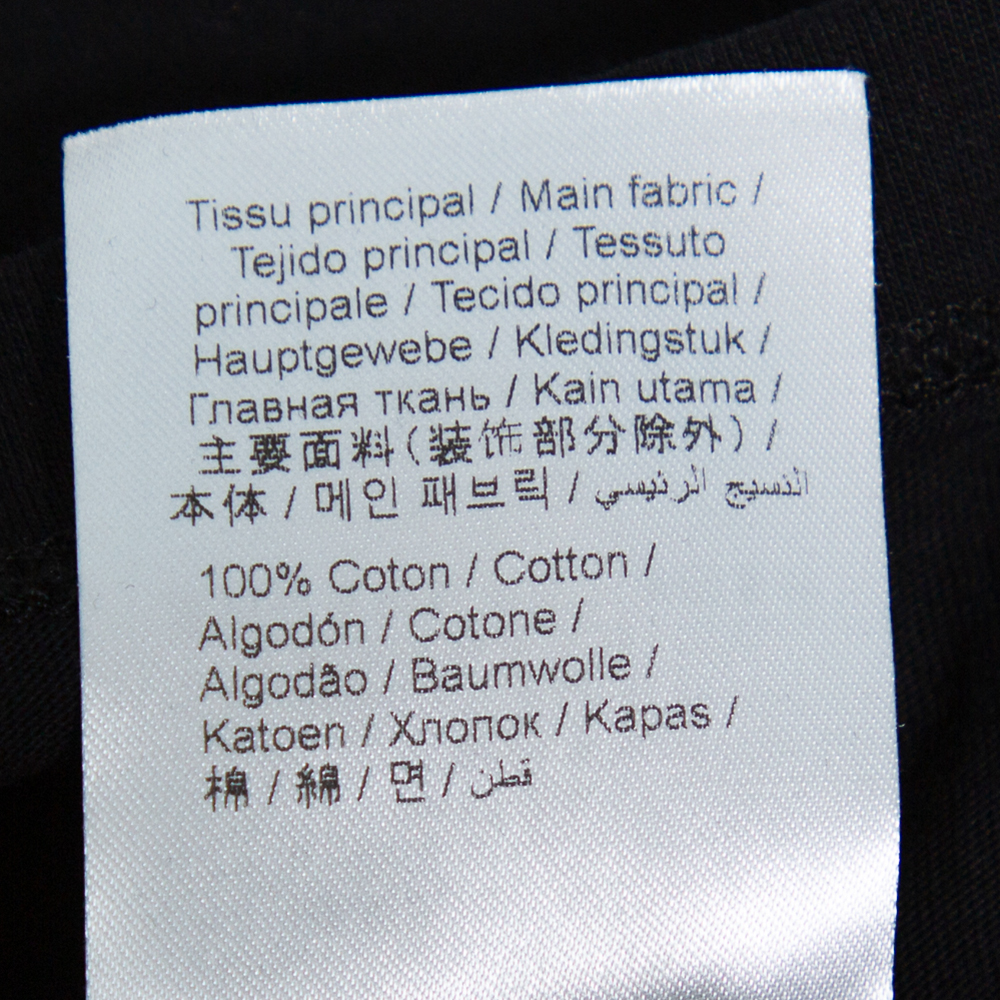 Tissu principal / Main fabric /
Tejido principal / Tessuto
principale / Tecido principal /
Hauptgewebe / Kledingstuk /
Главная ткань / Kain utama /
主要面料(装饰部分除外) /
本体 / 메인 패브릭 / النسيج الرئيسي
100% Coton / Cotton /
Algodón / Cotone /
Algodão / Baumwolle /
Katoen / Хлопок / Kapas /
棉 / 綿 / 면 / قطن